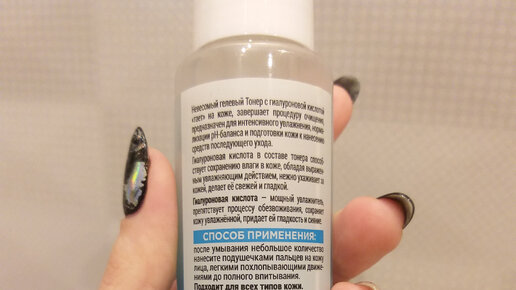 Невесомый гелевый Тонер с гиалуроновой кислотой
«тает» на коже, завершает процедуру очищения,
предназначен для интенсивного увлажнения, норма-
лизации pH-баланса и подготовки кожи к нанесению
средств последующего ухода.
Гиалуроновая кислота в составе тонера способ-
ствует сохранению влаги в коже, обладая выраженным
увлажняющим действием, нежно ухаживает за
кожей, делает её свежей и гладкой.
Гиалуроновая кислота – мощный увлажнитель,
препятствует процессу обезвоживания, сохраняет
кожу увлажнённой, придает ей гладкость и сияние.
СПОСОБ ПРИМЕНЕНИЯ:
после умывания небольшое количество
нанесите подушечками пальцев на кожу
лица, легкими похлопывающими движе-
ниями до полного впитывания.
Подходит для всех типов кожи.